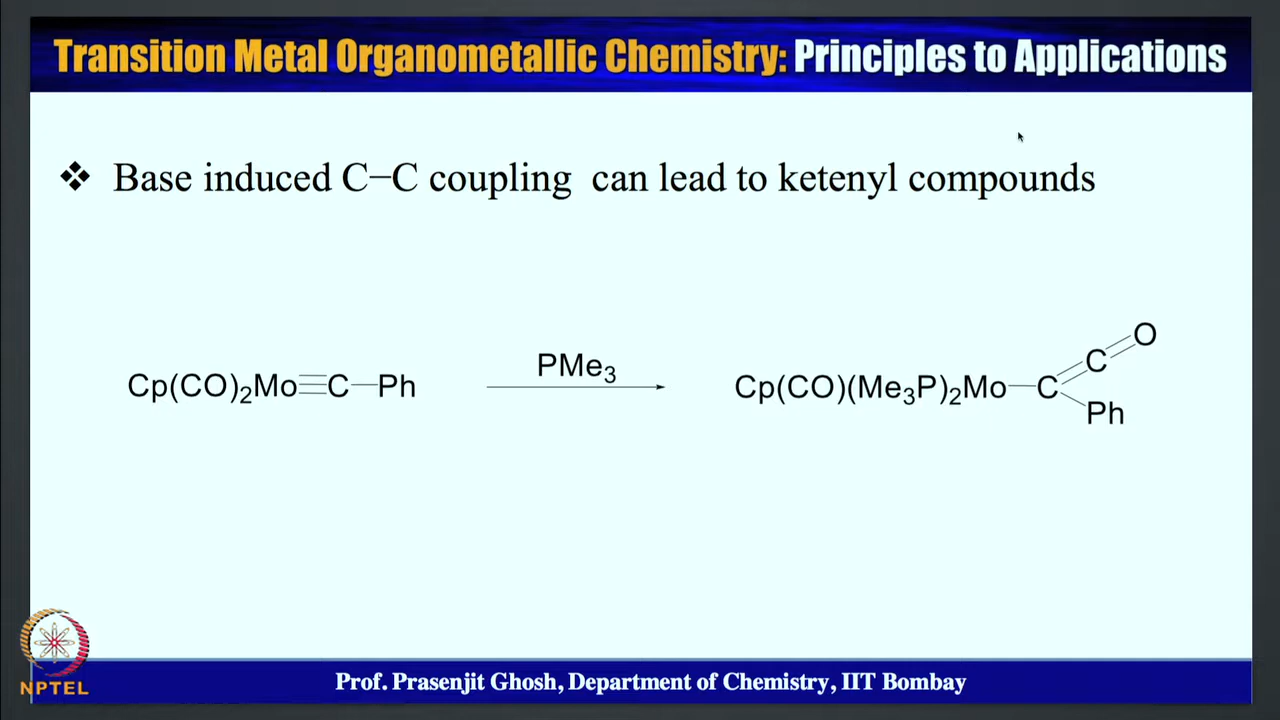 Transition Metal Organometallic Chemistry: Principles to Applications
❖ Base induced C−C coupling can lead to ketenyl compounds
Cp(CO)₂Mo≡C−Ph
PMe₃
Cp(CO)(Me₃P)₂Mo−C=C=O
Ph
NPTEL
Prof. Prasenjit Ghosh, Department of Chemistry, IIT Bombay